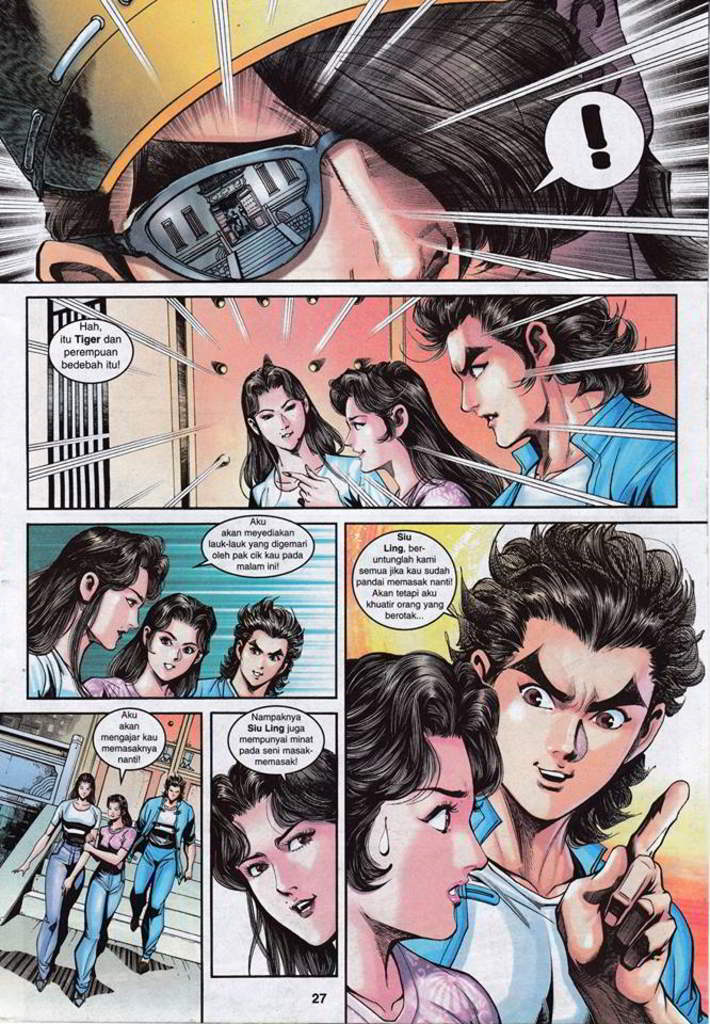 !
Hah,
itu Tiger dan
perempuan
bedebah itu!
Aku
akan meyediakan
lauk-lauk yang digemari
oleh pak cik kau pada
malam ini!
Siu
Ling, ber-
untunglah kami
semua jika kau sudah
pandai memasak nanti!
Akan tetapi aku
khuatir orang yang
berotak...
Aku
akan
mengajar kau
memasaknya
nanti!
Nampaknya
Siu Ling juga
mempunyai minat
pada seni masak-
memasak!
27